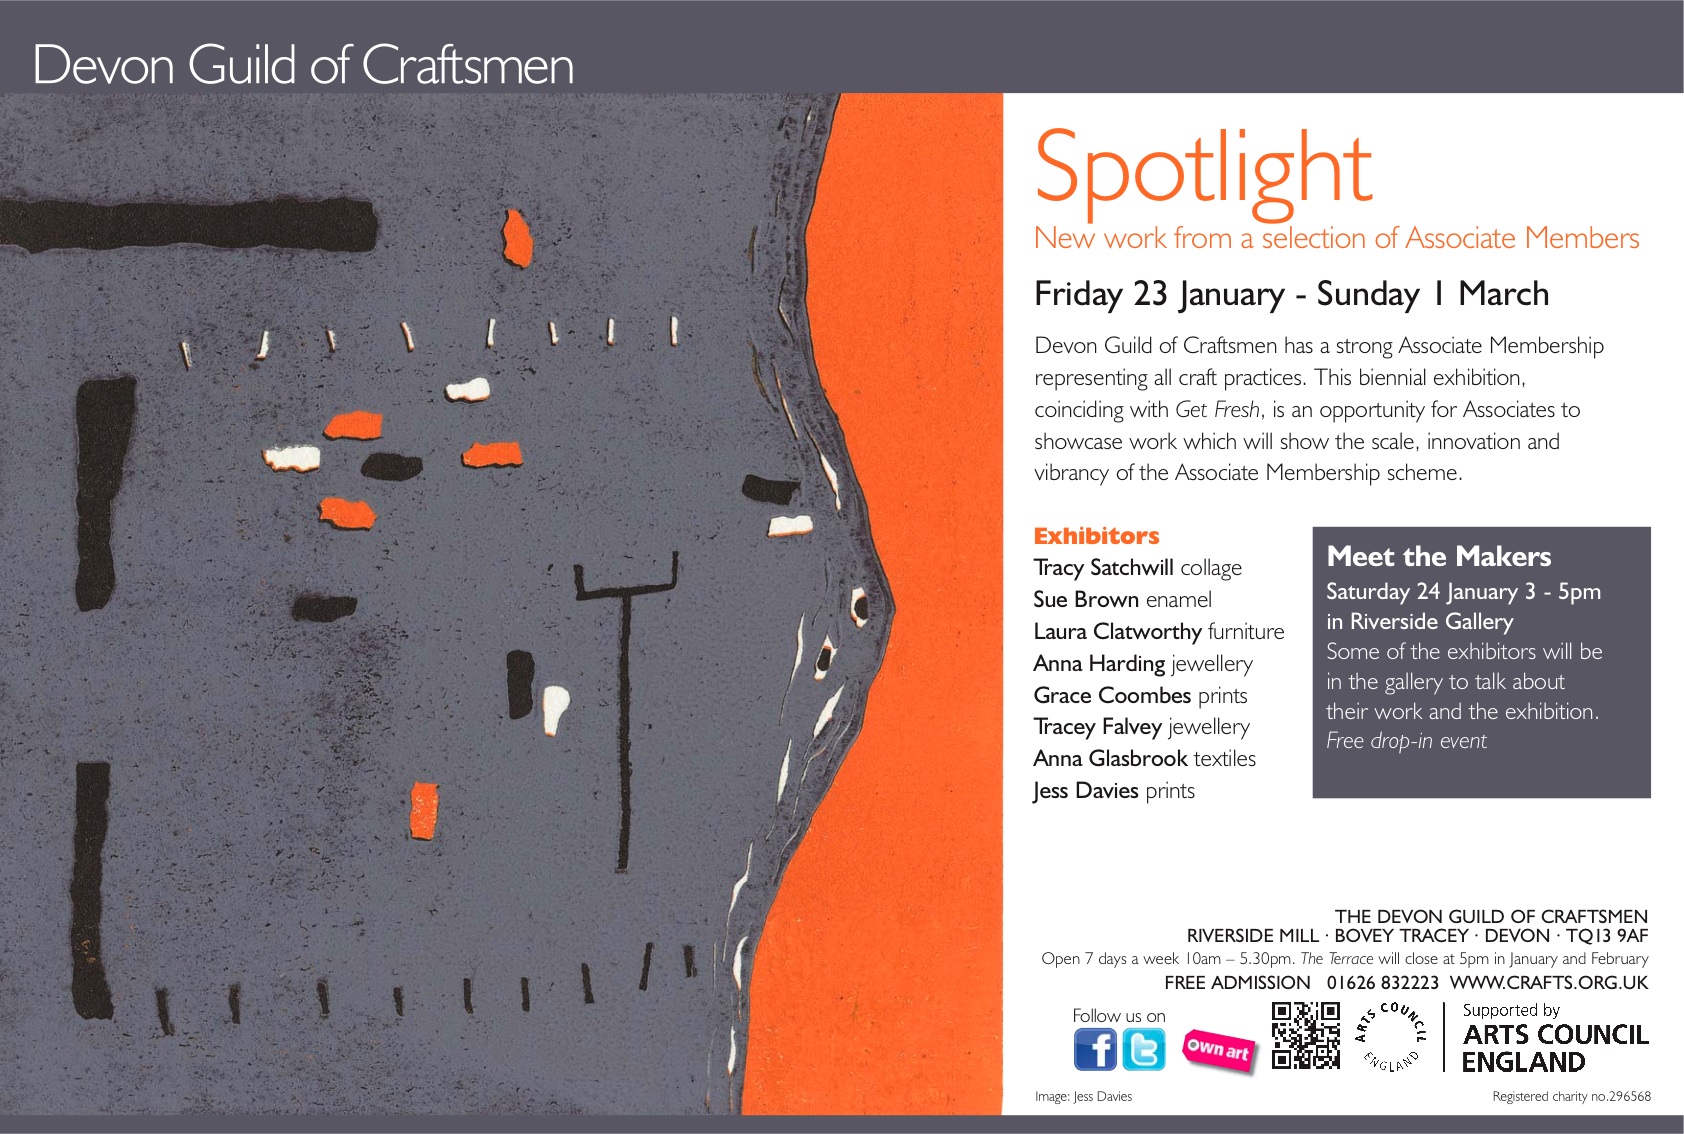 Devon Guild of Craftsmen
Spotlight
New work from a selection of Associate Members
Friday 23 January - Sunday 1 March
Devon Guild of Craftsmen has a strong Associate Membership
representing all craft practices. This biennial exhibition,
coinciding with Get Fresh, is an opportunity for Associates to
showcase work which will show the scale, innovation and
vibrancy of the Associate Membership scheme.
Exhibitors
Tracy Satchwill collage
Sue Brown enamel
Laura Clatworthy furniture
Anna Harding jewellery
Grace Coombes prints
Tracey Falvey jewellery
Anna Glasbrook textiles
Jess Davies prints
Meet the Makers
Saturday 24 January 3 - 5pm
in Riverside Gallery
Some of the exhibitors will be
in the gallery to talk about
their work and the exhibition.
Free drop-in event
THE DEVON GUILD OF CRAFTSMEN
RIVERSIDE MILL · BOVEY TRACEY · DEVON · TQ13 9AF
Open 7 days a week 10am – 5.30pm. The Terrace will close at 5pm in January and February
FREE ADMISSION 01626 832223 WWW.CRAFTS.ORG.UK
Follow us on
f t
own art
ARTS COUNCIL ENGLAND
Supported by
ARTS COUNCIL
ENGLAND
Image: Jess Davies
Registered charity no.296568